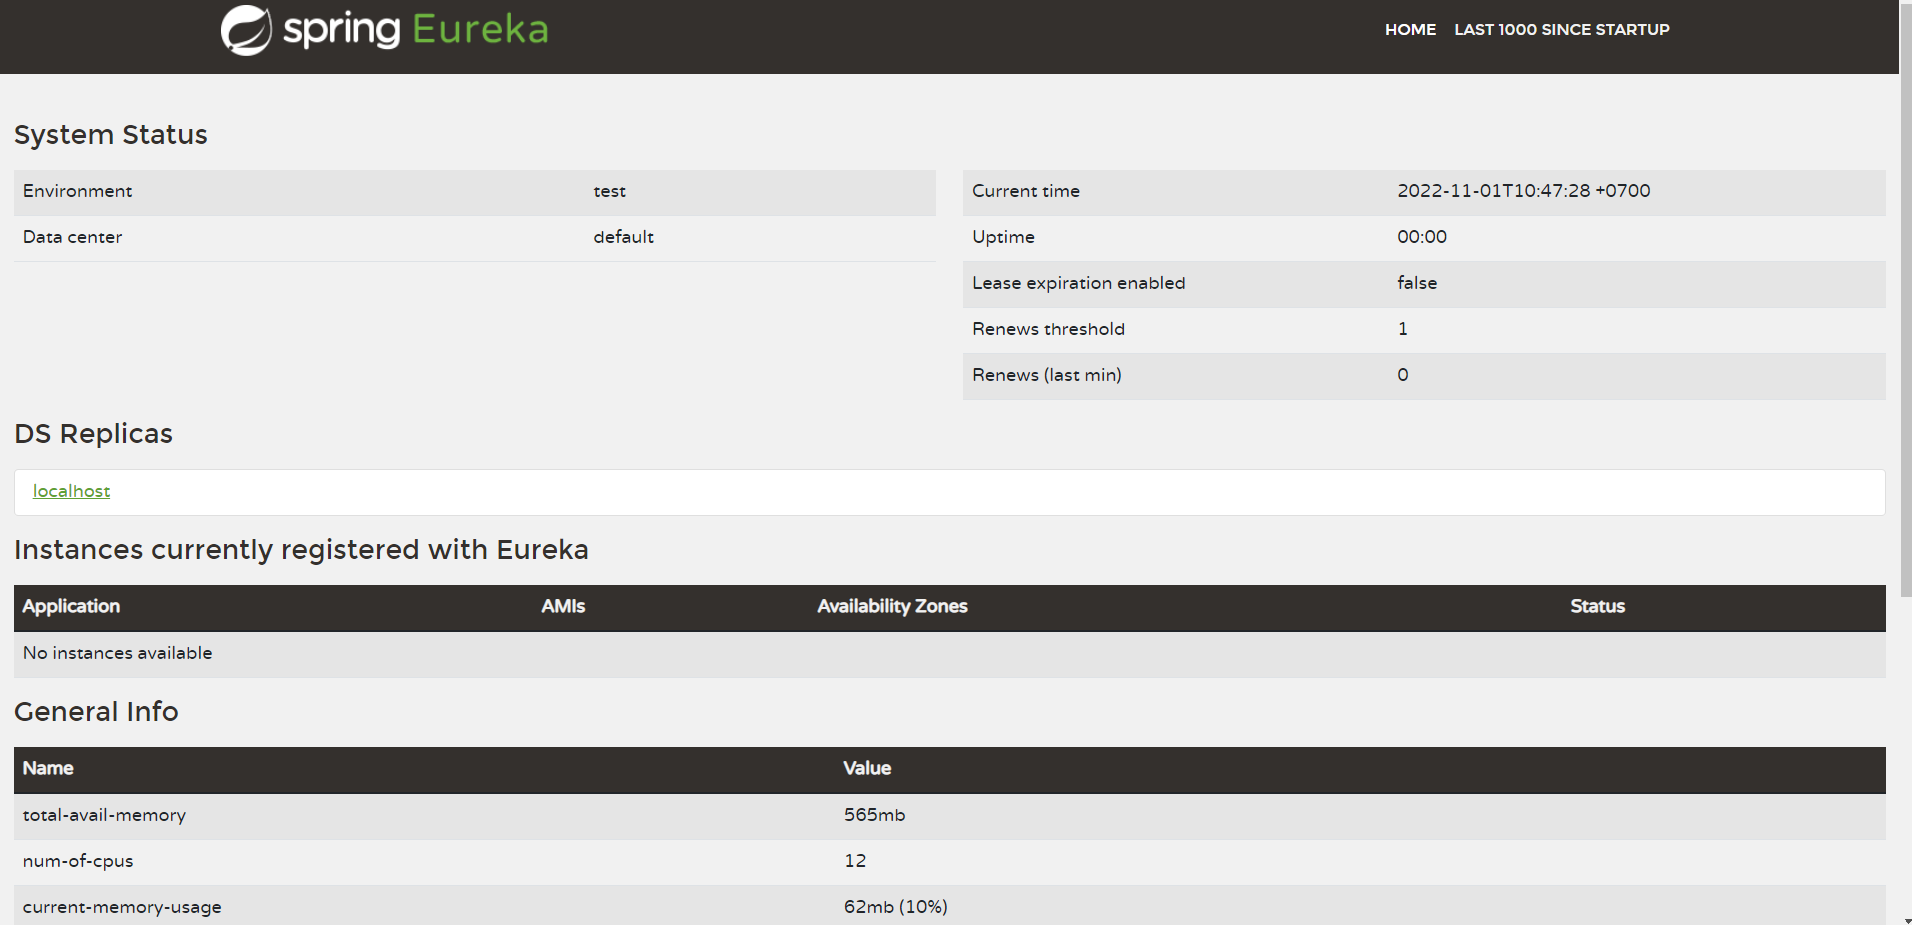 spring Eureka
HOME LAST 1000 SINCE STARTUP
System Status
Environment test
Data center default
Current time 2022-11-01T10:47:28 +0700
Uptime 00:00
Lease expiration enabled false
Renews threshold 1
Renews (last min) 0
DS Replicas
localhost
Instances currently registered with Eureka
Application AMIs Availability Zones Status
No instances available
General Info
Name Value
total-avail-memory 565mb
num-of-cpus 12
current-memory-usage 62mb (10%)